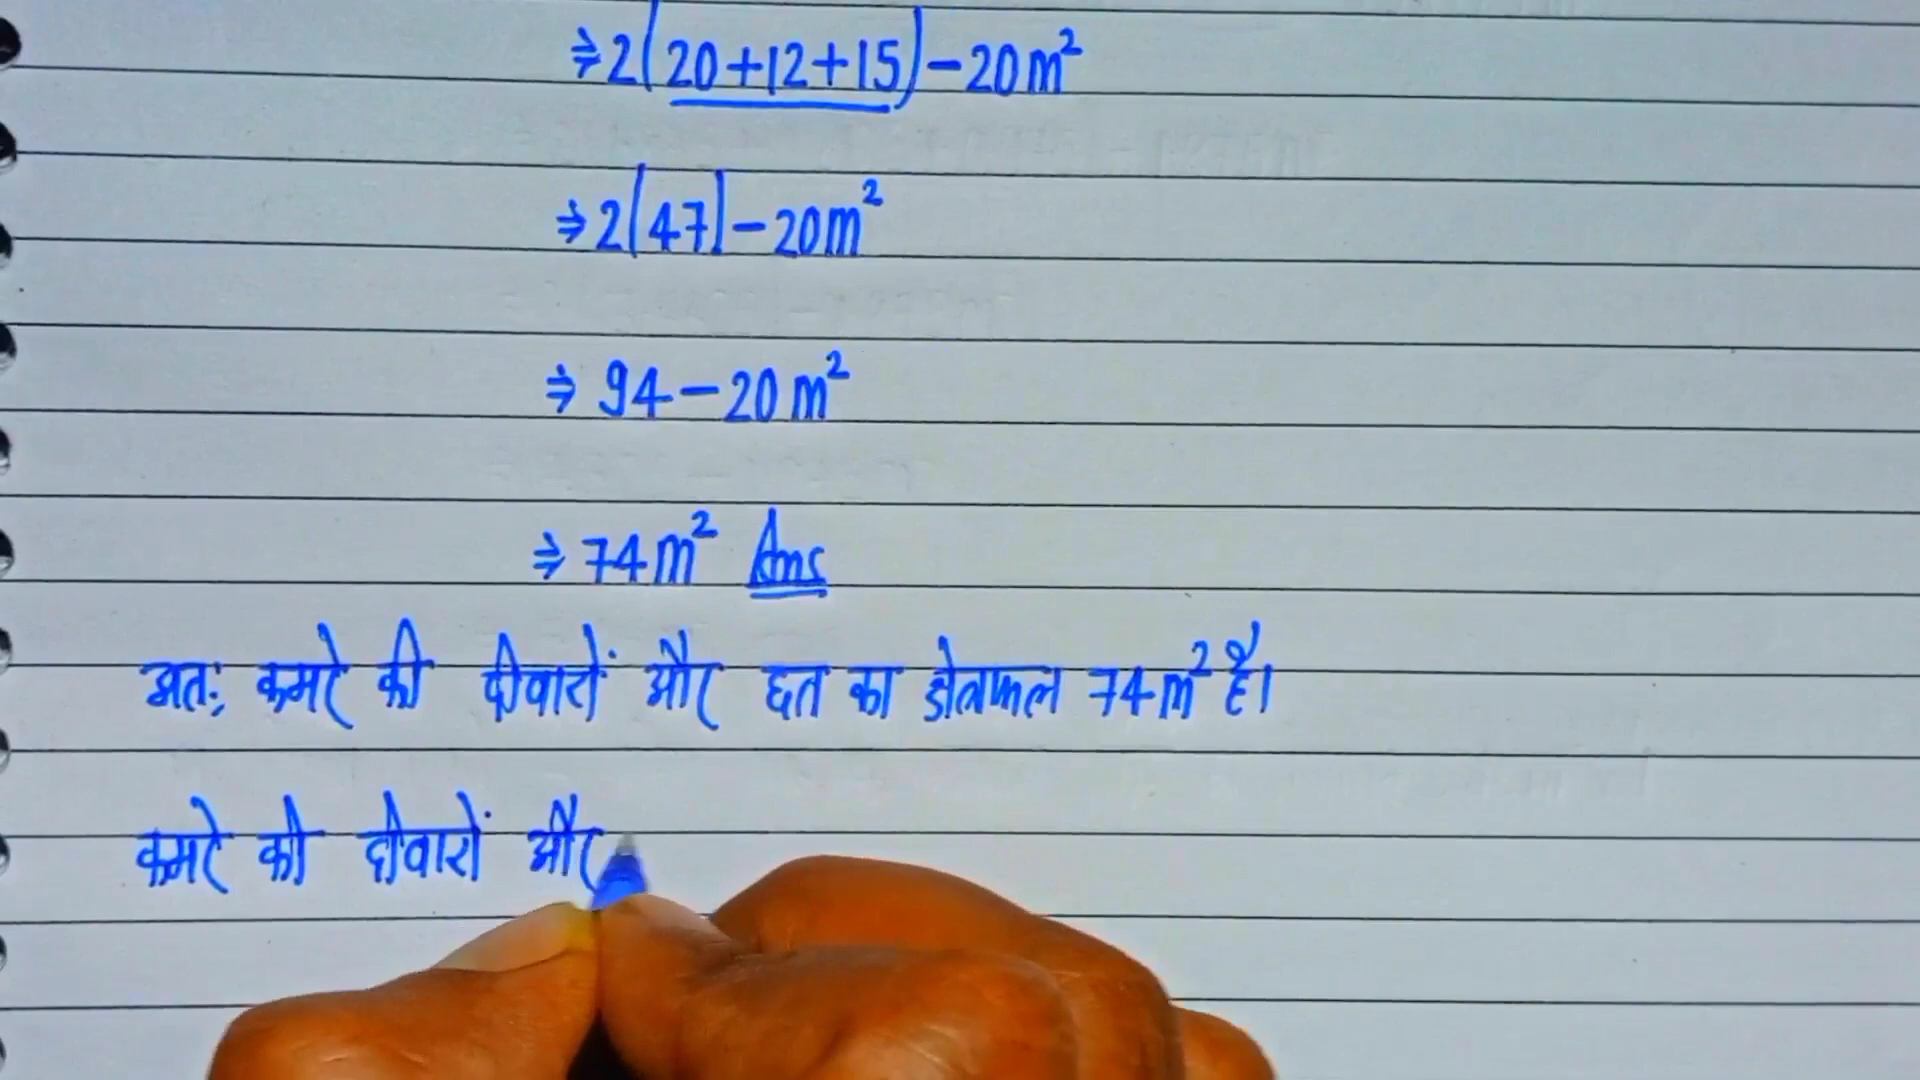 ⇒ 2(20+12+15) - 20m²
⇒ 2(47) - 20m²
⇒ 94 - 20m²
⇒ 74m² Ans
अतः कमरे की दीवारों और छत का क्षेत्रफल 74m² है।
कमरे की दीवारों और